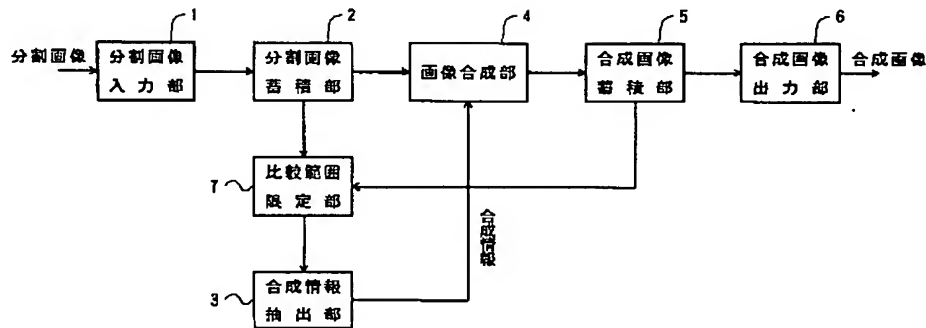 1
2
4
5
6
分割画像
分割画像
入力部
分割画像
蓄積部
画像合成部
合成画像
蓄積部
合成画像
出力部
合成画像
7
比較範囲
限定部
合成情報
3
合成情報
抽出部